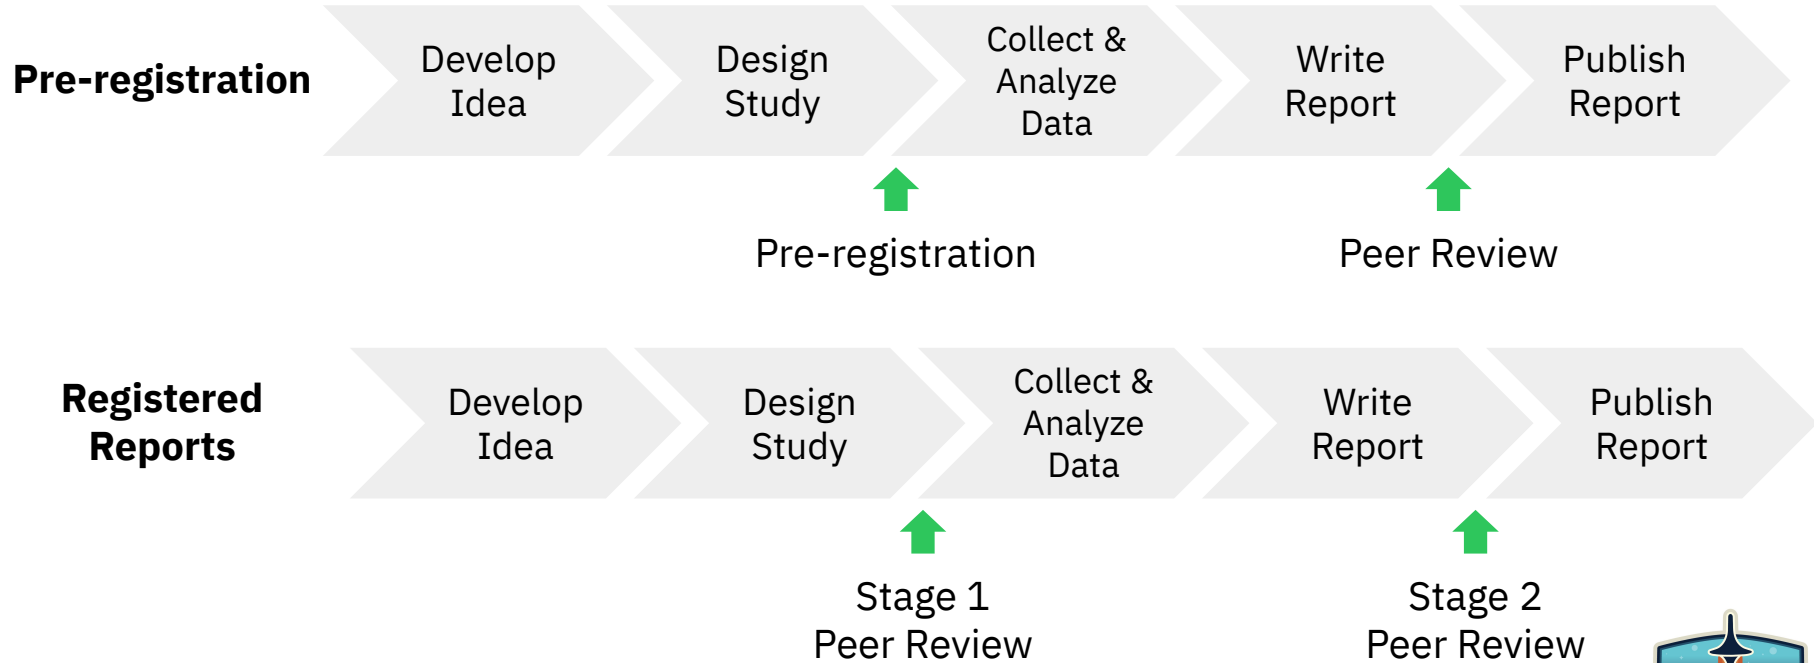 Pre-registration
Develop
Idea
Design
Study
Collect &
Analyze
Data
Write
Report
Publish
Report
Pre-registration
Peer Review
Registered
Reports
Develop
Idea
Design
Study
Collect &
Analyze
Data
Write
Report
Publish
Report
Stage 1
Peer Review
Stage 2
Peer Review